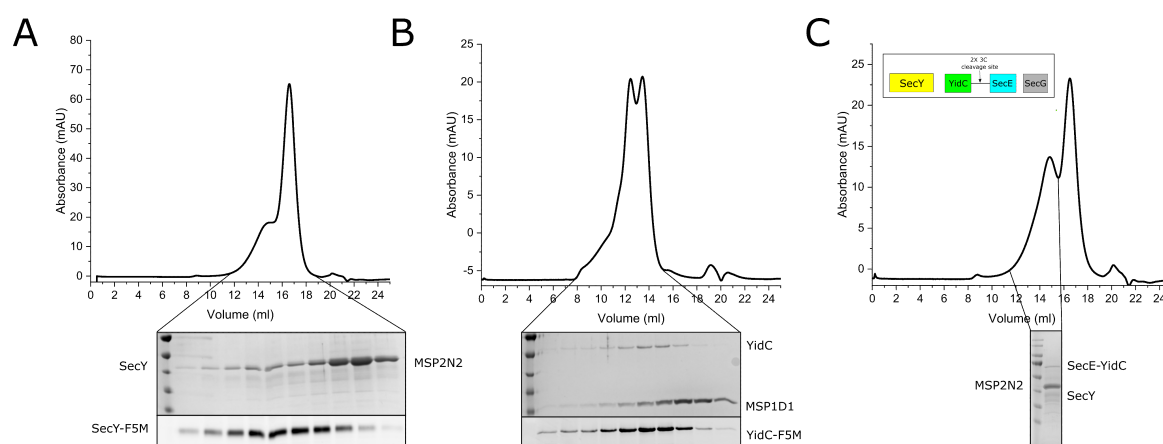 A
80
70
60
50
40
30
20
10
0
Absorbance (mAU)
0 2 4 6 8 10 12 14 16 18 20 22 24
Volume (ml)
SecY
MSP2N2
SecY-F5M
B
25
20
15
10
5
0
-5
Absorbance (mAU)
0 2 4 6 8 10 12 14 16 18 20 22 24
Volume (ml)
YidC
MSP1D1
YidC-F5M
C
25
20
15
10
5
0
Absorbance (mAU)
2X 3C
cleavage site
SecY YidC SecE SecG
0 2 4 6 8 10 12 14 16 18 20 22 24
Volume (ml)
SecE-YidC
MSP2N2
SecY